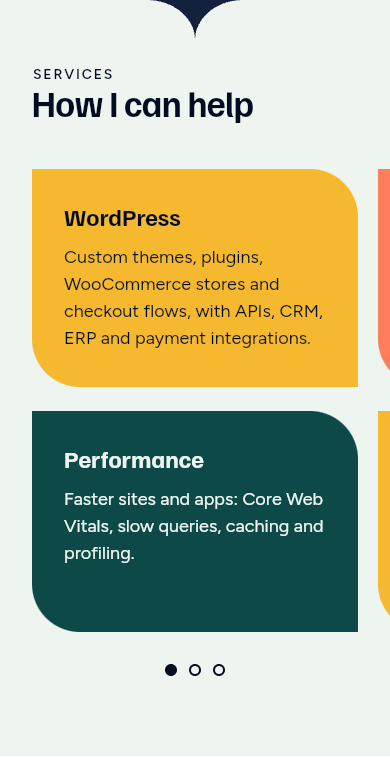 SERVICES
How I can help
WordPress
Custom themes, plugins,
WooCommerce stores and
checkout flows, with APIs, CRM,
ERP and payment integrations.
Performance
Faster sites and apps: Core Web
Vitals, slow queries, caching and
profiling.